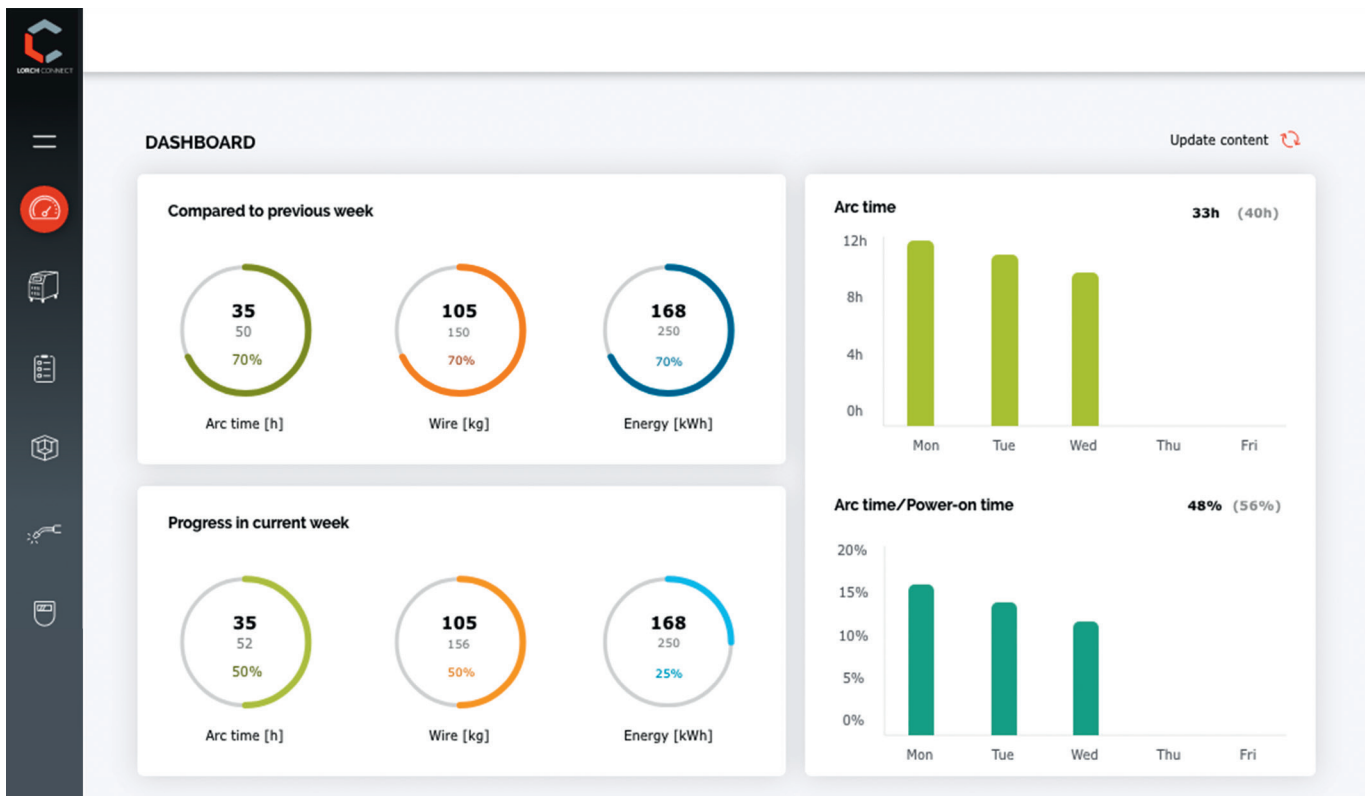 LORCH CONNECT
DASHBOARD
Update content
Compared to previous week
35
50
70%
Arc time [h]
105
150
70%
Wire [kg]
168
250
70%
Energy [kWh]
Progress in current week
35
52
50%
Arc time [h]
105
156
50%
Wire [kg]
168
250
25%
Energy [kWh]
Arc time
33h (40h)
12h
8h
4h
0h
Mon Tue Wed Thu Fri
Arc time/Power-on time
48% (56%)
20%
15%
10%
5%
0%
Mon Tue Wed Thu Fri